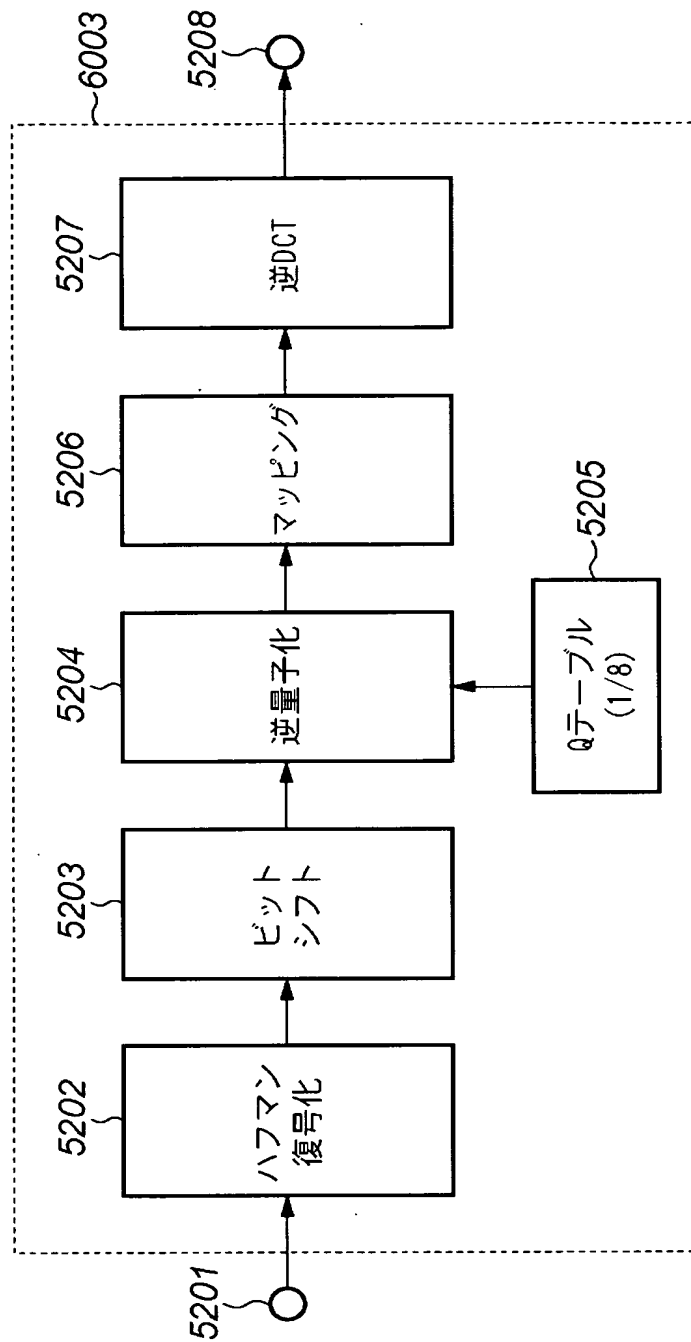 6003
5201
5202
ハフマン
復号化
5203
ビット
シフト
5204
逆量子化
5205
Qテーブル
(1/8)
5206
マッピング
5207
逆DCT
5208